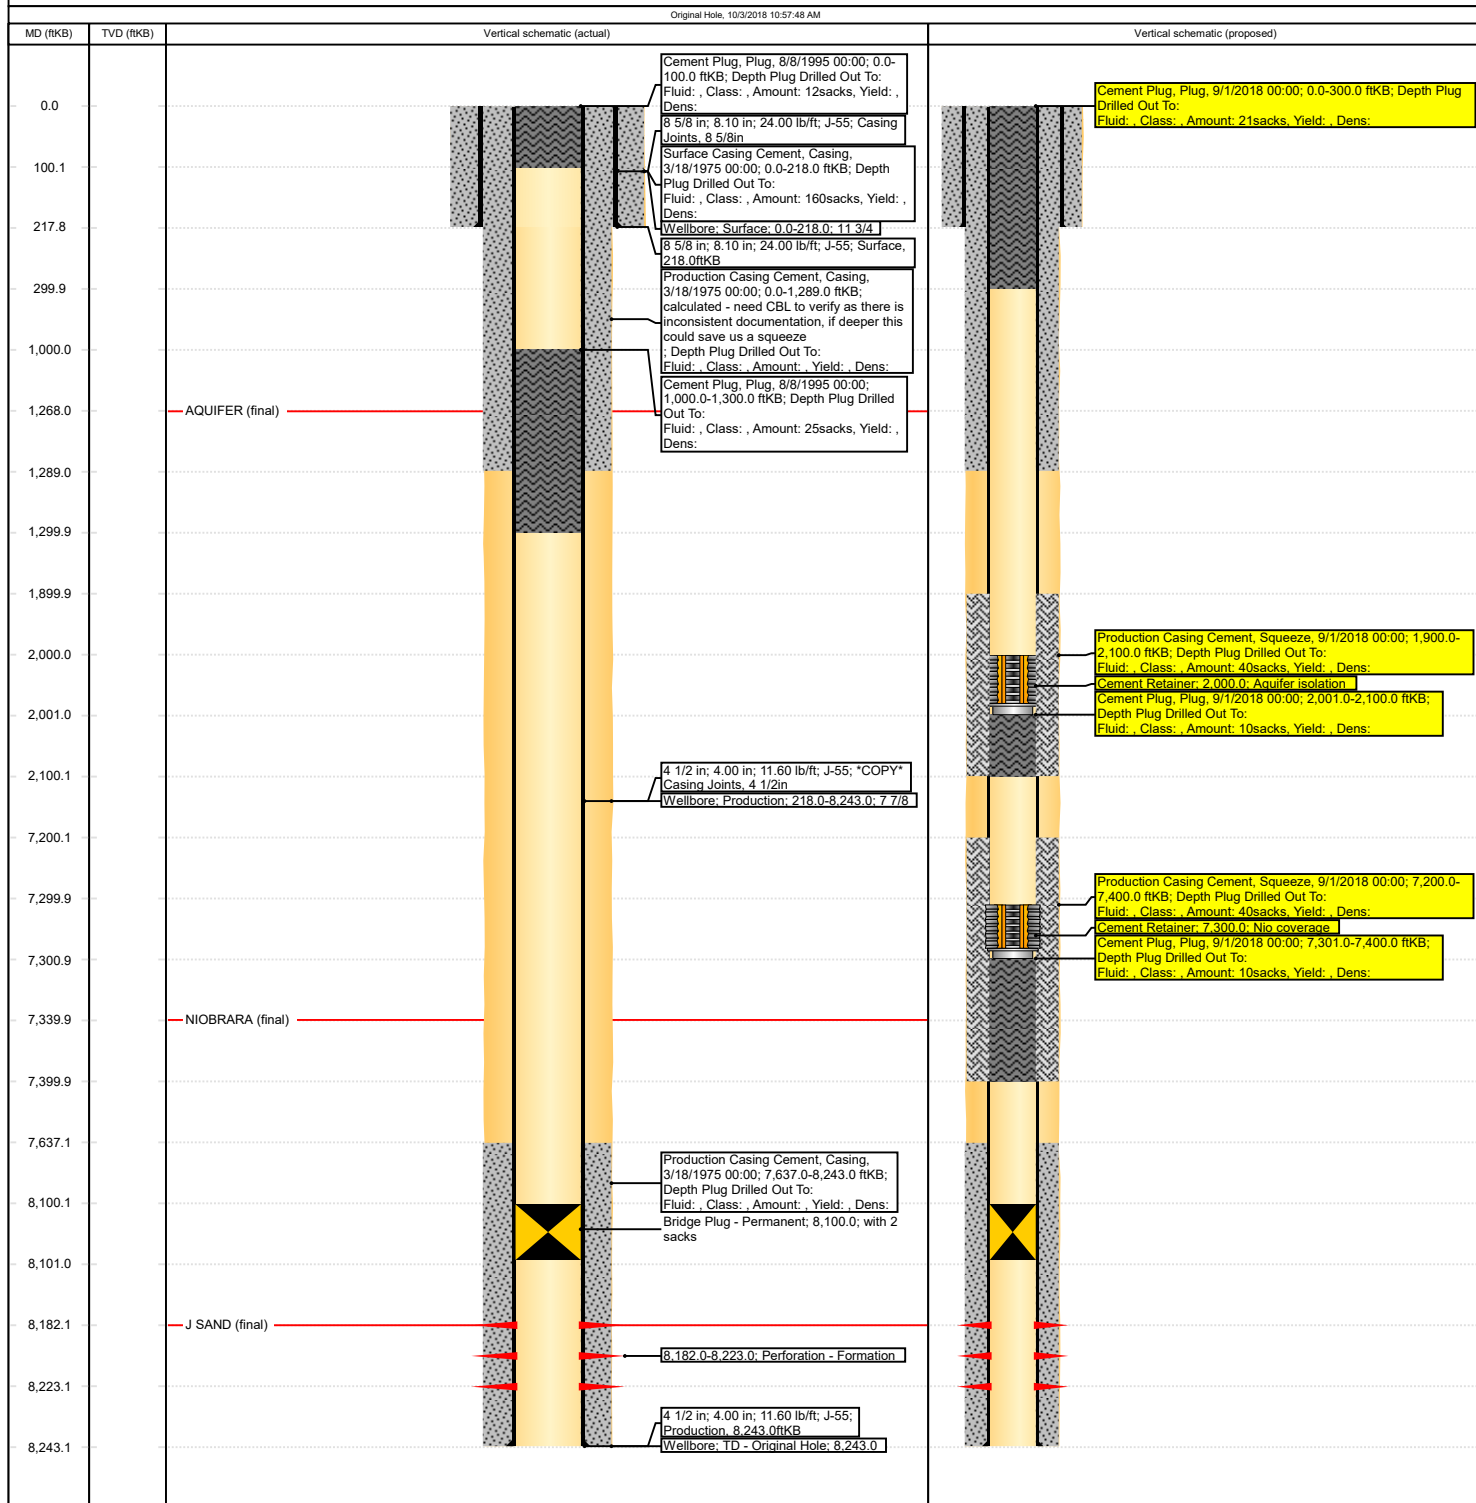 Original Hole, 10/3/2018 10:57:48 AM
MD (ftKB)
TVD (ftKB)
Vertical schematic (actual)
Vertical schematic (proposed)
0.0
100.1
217.8
299.9
1,000.0
1,268.0
1,289.0
1,299.9
1,899.9
2,000.0
2,001.0
2,100.1
7,200.1
7,299.9
7,300.9
7,339.9
7,399.9
7,637.1
8,100.1
8,101.0
8,182.1
8,223.1
8,243.1
AQUIFER (final)
NIOBRARA (final)
J SAND (final)
Cement Plug, Plug, 8/8/1995 00:00; 0.0-
100.0 ftKB; Depth Plug Drilled Out To:
Fluid: , Class: , Amount: 12sacks, Yield: ,
Dens:
8 5/8 in; 8.10 in; 24.00 lb/ft; J-55; Casing
Joints, 8 5/8in
Surface Casing Cement, Casing,
3/18/1975 00:00; 0.0-218.0 ftKB; Depth
Plug Drilled Out To:
Fluid: , Class: , Amount: 160sacks, Yield: ,
Dens:
Wellbore; Surface; 0.0-218.0; 11 3/4
8 5/8 in; 8.10 in; 24.00 lb/ft; J-55; Surface,
218.0ftKB
Production Casing Cement, Casing,
3/18/1975 00:00; 0.0-1,289.0 ftKB;
calculated - need CBL to verify as there is
inconsistent documentation, if deeper this
could save us a squeeze
; Depth Plug Drilled Out To:
Fluid: , Class: , Amount: , Yield: , Dens:
Cement Plug, Plug, 8/8/1995 00:00;
1,000.0-1,300.0 ftKB; Depth Plug Drilled
Out To:
Fluid: , Class: , Amount: 25sacks, Yield: ,
Dens:
4 1/2 in; 4.00 in; 11.60 lb/ft; J-55; *COPY*
Casing Joints, 4 1/2in
Wellbore; Production; 218.0-8,243.0; 7 7/8
Production Casing Cement, Casing,
3/18/1975 00:00; 7,637.0-8,243.0 ftKB;
Depth Plug Drilled Out To:
Fluid: , Class: , Amount: , Yield: , Dens:
Bridge Plug - Permanent; 8,100.0; with 2
sacks
8,182.0-8,223.0; Perforation - Formation
4 1/2 in; 4.00 in; 11.60 lb/ft; J-55;
Production, 8,243.0ftKB
Wellbore; TD - Original Hole; 8,243.0
Cement Plug, Plug, 9/1/2018 00:00; 0.0-300.0 ftKB; Depth Plug
Drilled Out To:
Fluid: , Class: , Amount: 21sacks, Yield: , Dens:
Production Casing Cement, Squeeze, 9/1/2018 00:00; 1,900.0-
2,100.0 ftKB; Depth Plug Drilled Out To:
Fluid: , Class: , Amount: 40sacks, Yield: , Dens:
Cement Retainer; 2,000.0; Aquifer isolation
Cement Plug, Plug, 9/1/2018 00:00; 2,001.0-2,100.0 ftKB;
Depth Plug Drilled Out To:
Fluid: , Class: , Amount: 10sacks, Yield: , Dens:
Production Casing Cement, Squeeze, 9/1/2018 00:00; 7,200.0-
7,400.0 ftKB; Depth Plug Drilled Out To:
Fluid: , Class: , Amount: 40sacks, Yield: , Dens:
Cement Retainer; 7,300.0; Nio coverage
Cement Plug, Plug, 9/1/2018 00:00; 7,301.0-7,400.0 ftKB;
Depth Plug Drilled Out To:
Fluid: , Class: , Amount: 10sacks, Yield: , Dens: